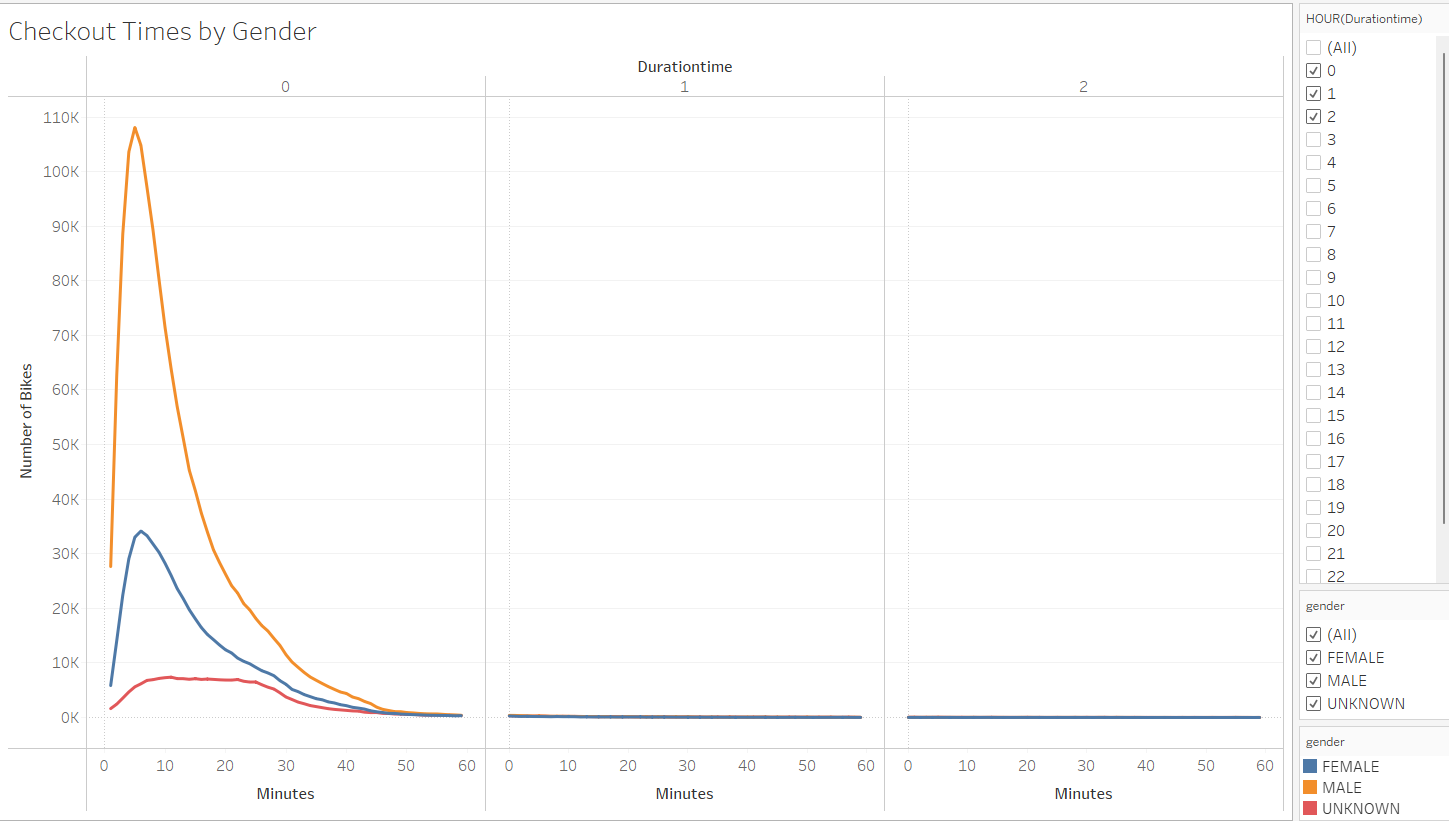 Checkout Times by Gender
Durationtime
0 1 2
110K
100K
90K
80K
70K
60K
50K
40K
30K
20K
10K
0K
Number of Bikes
0 10 20 30 40 50 60 0 10 20 30 40 50 60 0 10 20 30 40 50 60
Minutes Minutes Minutes
HOUR(Durationtime)
(All)
0
1
2
3
4
5
6
7
8
9
10
11
12
13
14
15
16
17
18
19
20
21
22
gender
(All)
FEMALE
MALE
UNKNOWN
gender
FEMALE
MALE
UNKNOWN